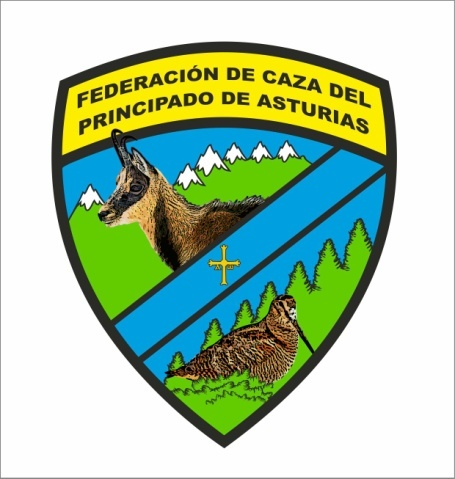 FEDERACIÓN DE CAZA DEL
PRINCIPADO DE ASTURIAS